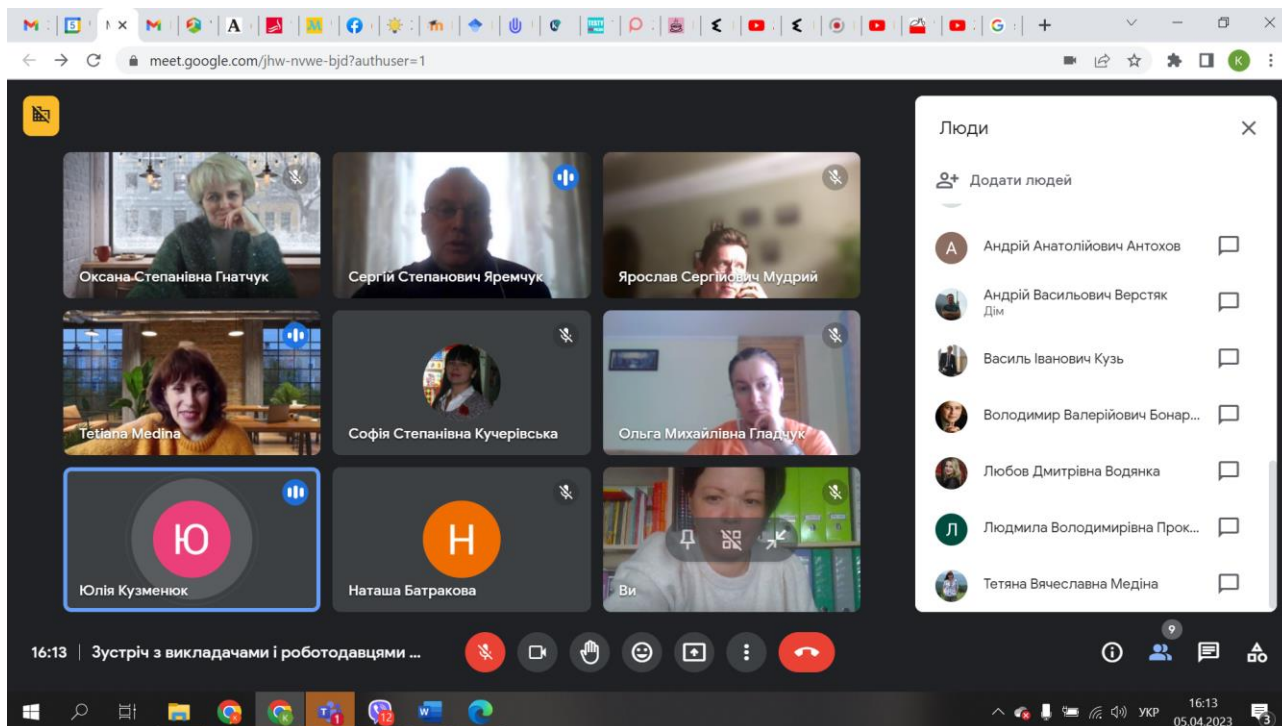 meet.google.com/jhw-nvwe-bjd?authuser=1
K
Оксана Степанівна Гнатчук
Сергій Степанович Яремчук
Ярослав Сергійович Мудрий
Tetiana Medina
Софія Степанівна Кучерівська
Ольга Михайлівна Гладчук
Ю
Юлія Кузменюк
Н
Наташа Батракова
Ви
Люди
Додати людей
А
Андрій Анатолійович Антохов
Андрій Васильович Верстяк
Дім
Василь Іванович Кузь
Володимир Валерійович Бонар...
Любов Дмитрівна Водянка
Л
Людмила Володимирівна Прок...
Тетяна Вячеславна Медіна
16:13 | Зустріч з викладачами і роботодавцями ...
9
УКР
16:13
05.04.2023